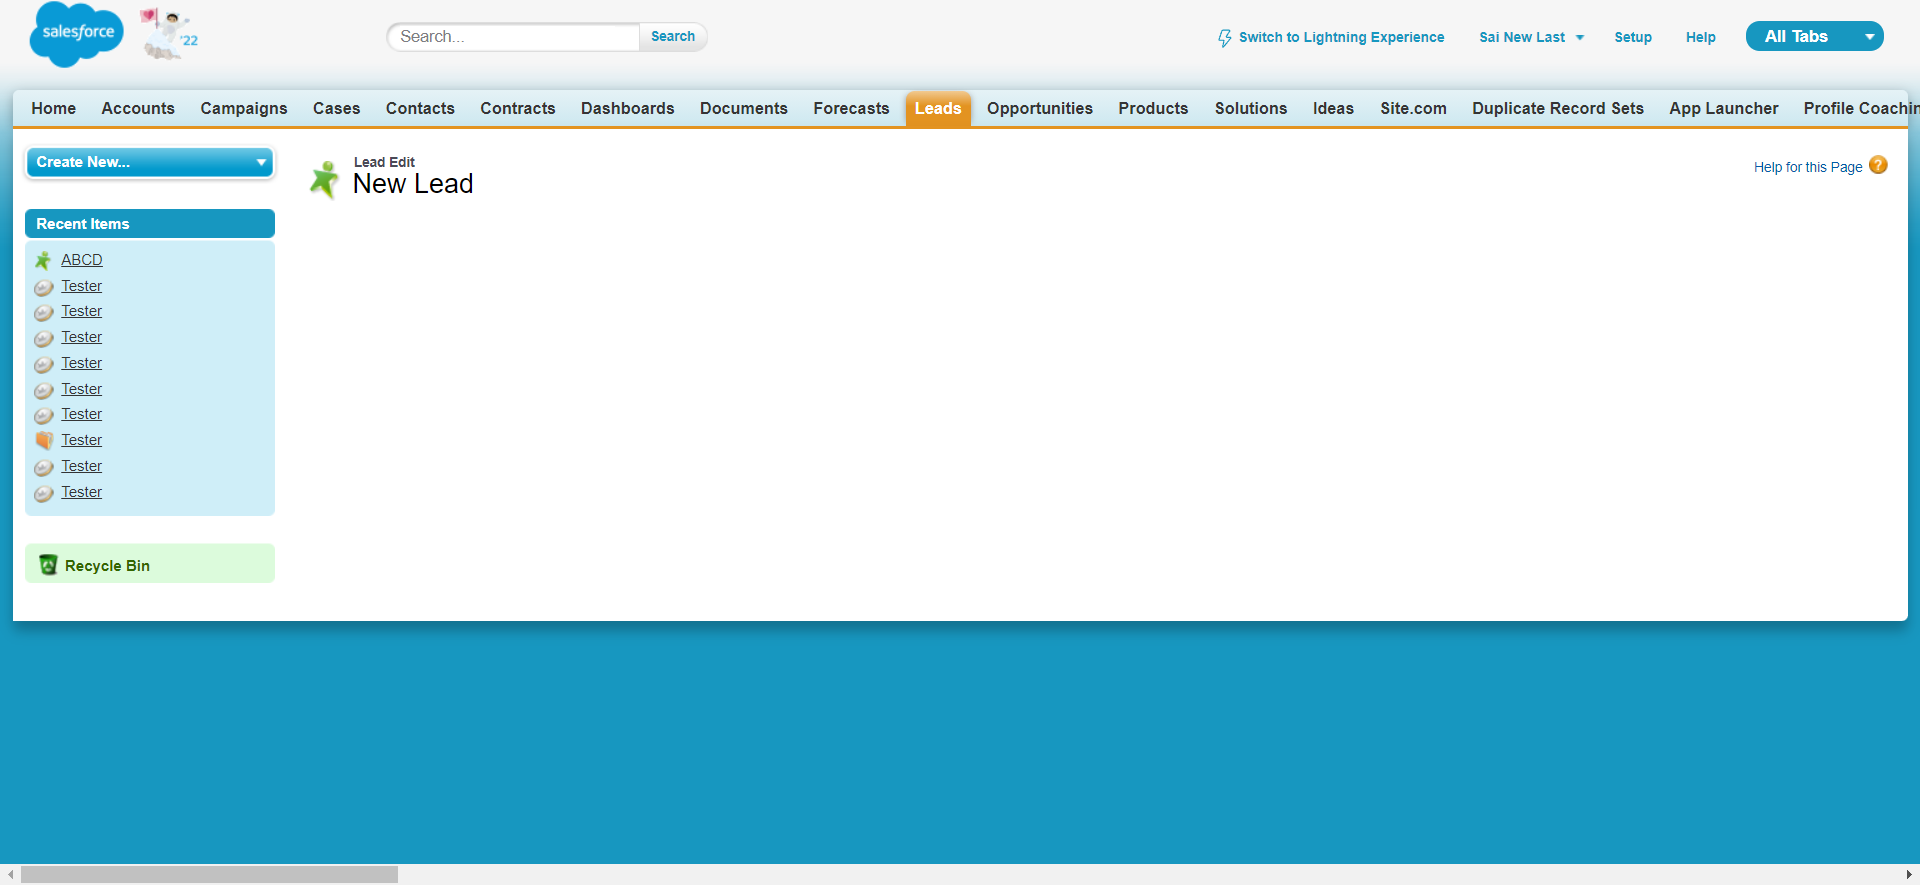 salesforce
'22
Search...
Search
Switch to Lightning Experience
Sai New Last
Setup
Help
All Tabs
Home
Accounts
Campaigns
Cases
Contacts
Contracts
Dashboards
Documents
Forecasts
Leads
Opportunities
Products
Solutions
Ideas
Site.com
Duplicate Record Sets
App Launcher
Profile Coachin
Create New...
Lead Edit
New Lead
Help for this Page
?
Recent Items
ABCD
Tester
Tester
Tester
Tester
Tester
Tester
Tester
Tester
Tester
Recycle Bin